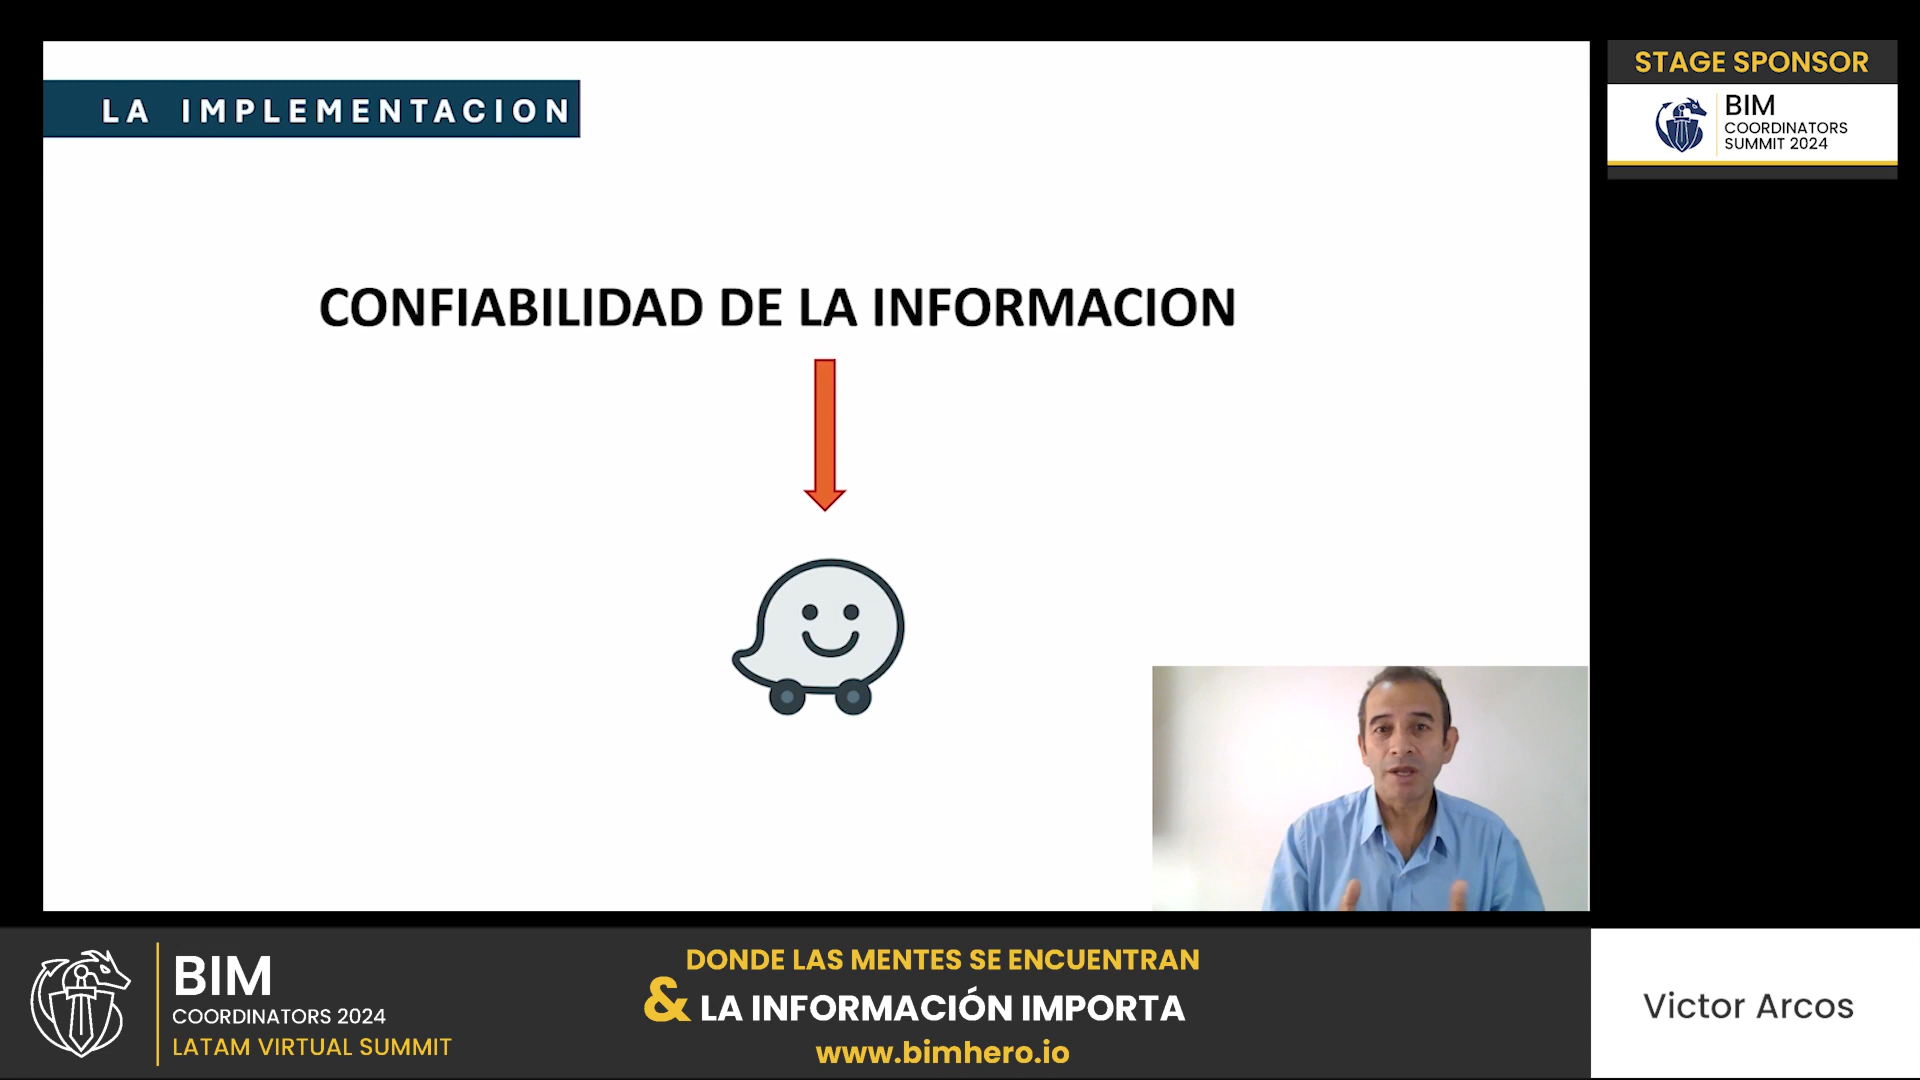 LA IMPLEMENTACION
CONFIABILIDAD DE LA INFORMACION
STAGE SPONSOR
BIM
COORDINATORS
SUMMIT 2024
BIM
COORDINATORS 2024
LATAM VIRTUAL SUMMIT
DONDE LAS MENTES SE ENCUENTRAN
& LA INFORMACIÓN IMPORTA
www.bimhero.io
Victor Arcos